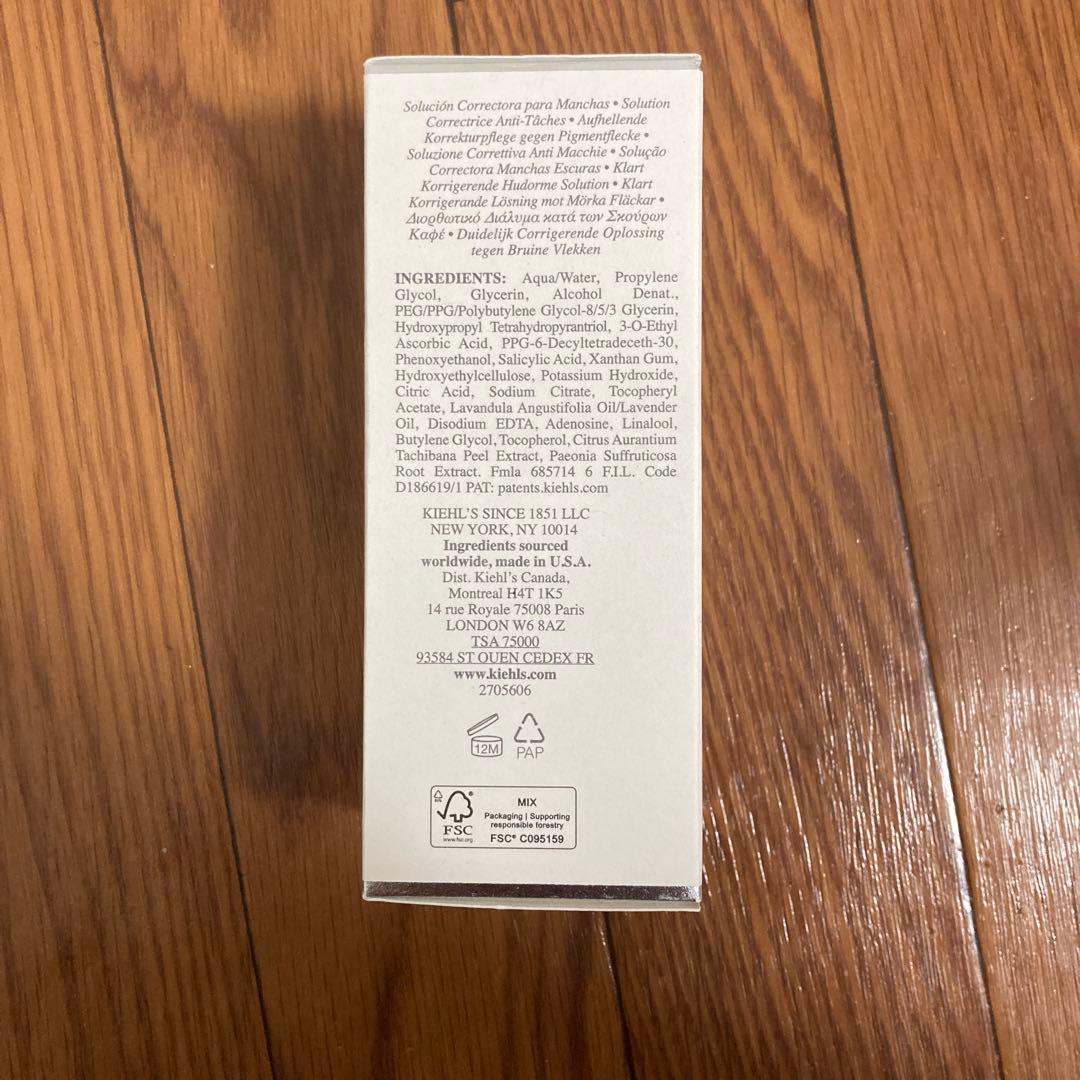 Solución Correctora para Manchas • Solution
Correctrice Anti-Tâches • Aufhellende
Korrekturpflege gegen Pigmentflecke •
Soluzione Correttiva Anti Macchie • Solução
Correctora Manchas Escuras • Klart
Korrigerende Hudorme Solution • Klart
Korrigerande Lösning mot Mörka Fläckar •
Διορθωτικό Διάλυμα κατά των Σκούρων
Καφέ • Duidelijk Corrigerende Oplossing
tegen Bruine Vlekken
INGREDIENTS: Aqua/Water, Propylene
Glycol, Glycerin, Alcohol Denat.,
PEG/PPG/Polybutylene Glycol-8/5/3 Glycerin,
Hydroxypropyl Tetrahydropyrantriol, 3-O-Ethyl
Ascorbic Acid, PPG-6-Decyltetradeceth-30,
Phenoxyethanol, Salicylic Acid, Xanthan Gum,
Hydroxyethylcellulose, Potassium Hydroxide,
Citric Acid, Sodium Citrate, Tocopheryl
Acetate, Lavandula Angustifolia Oil/Lavender
Oil, Disodium EDTA, Adenosine, Linalool,
Butylene Glycol, Tocopherol, Citrus Aurantium
Tachibana Peel Extract, Paeonia Suffruticosa
Root Extract. Fmla 685714 6 F.I.L. Code
D186619/1 PAT: patents.kiehls.com
KIEHL'S SINCE 1851 LLC
NEW YORK, NY 10014
Ingredients sourced
worldwide, made in U.S.A.
Dist. Kiehl's Canada,
Montreal H4T 1K5
14 rue Royale 75008 Paris
LONDON W6 8AZ
TSA 75000
93584 ST OUEN CEDEX FR
www.kiehls.com
2705606
12M
PAP
FSC
www.fsc.org
MIX
Packaging | Supporting
responsible forestry
FSC® C095159